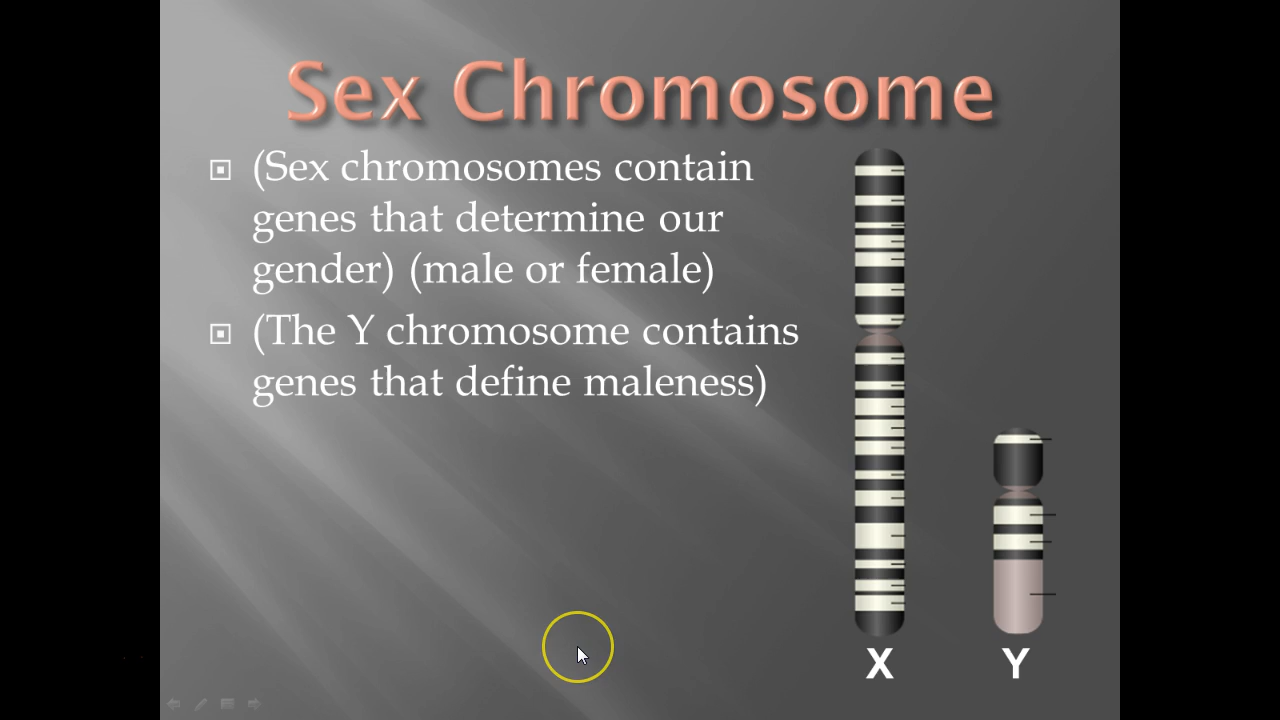 Sex Chromosome
(Sex chromosomes contain
genes that determine our
gender) (male or female)
(The Y chromosome contains
genes that define maleness)
X Y